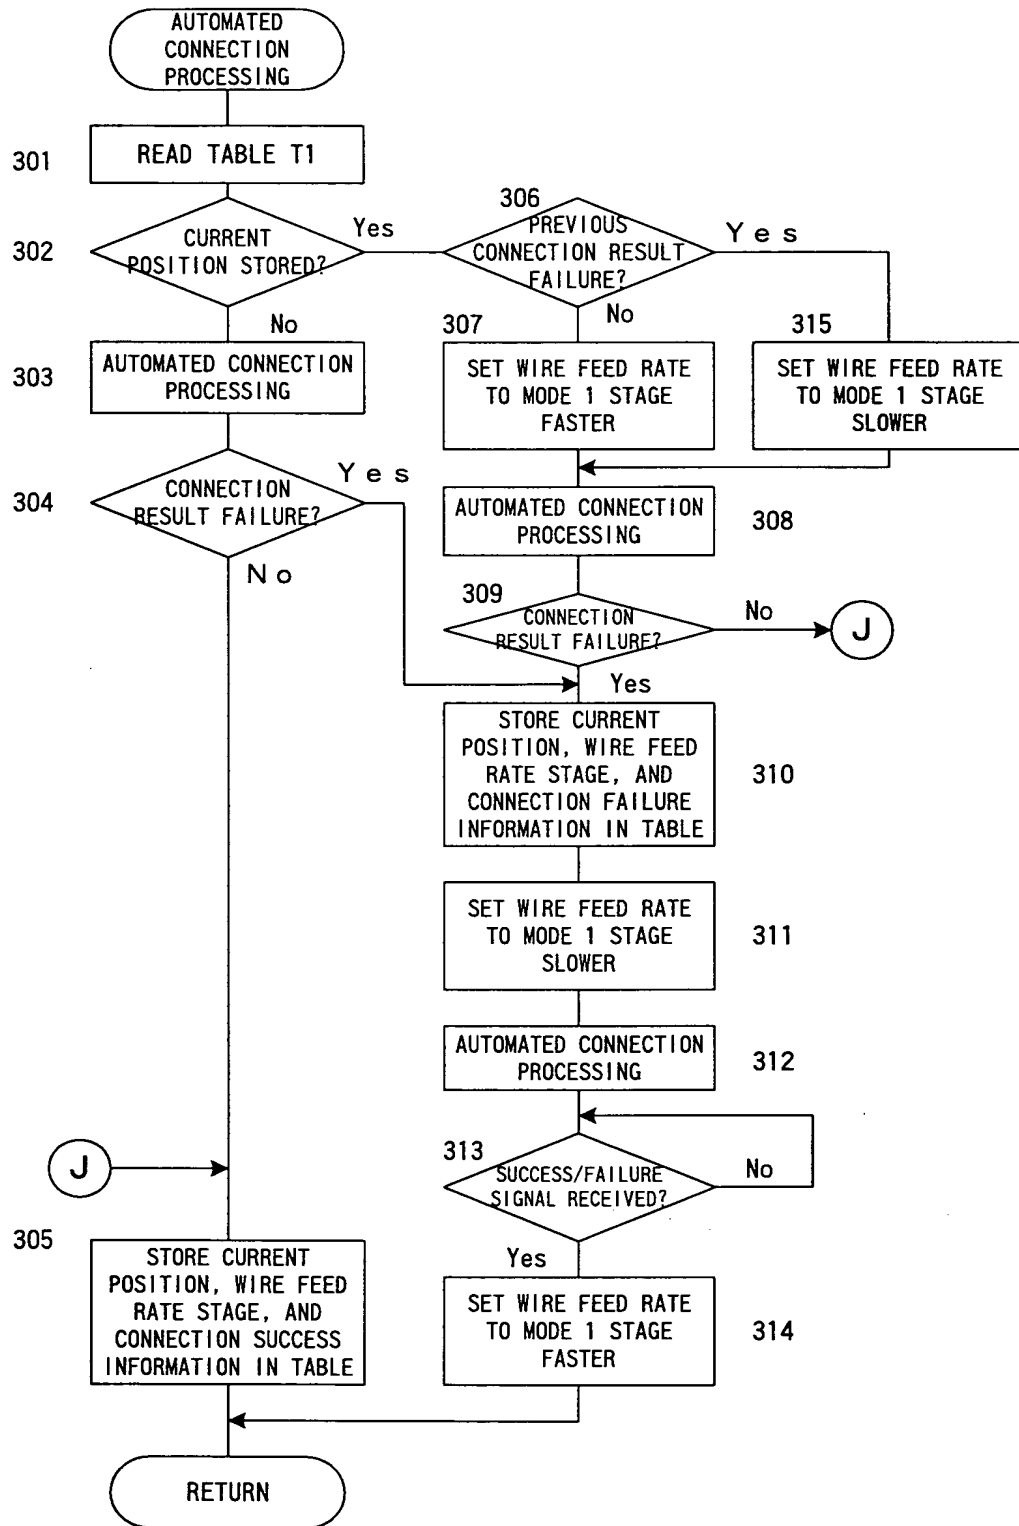 AUTOMATED
CONNECTION
PROCESSING
301
READ TABLE T1
302
CURRENT
POSITION STORED?
Yes
No
306
PREVIOUS
CONNECTION RESULT
FAILURE?
Yes
No
303
AUTOMATED CONNECTION
PROCESSING
307
SET WIRE FEED RATE
TO MODE 1 STAGE
FASTER
315
SET WIRE FEED RATE
TO MODE 1 STAGE
SLOWER
304
CONNECTION
RESULT FAILURE?
Yes
No
AUTOMATED CONNECTION
PROCESSING
308
309
CONNECTION
RESULT FAILURE?
No
J
Yes
STORE CURRENT
POSITION, WIRE FEED
RATE STAGE, AND
CONNECTION FAILURE
INFORMATION IN TABLE
310
SET WIRE FEED RATE
TO MODE 1 STAGE
SLOWER
311
AUTOMATED CONNECTION
PROCESSING
312
313
SUCCESS/FAILURE
SIGNAL RECEIVED?
No
Yes
J
305
STORE CURRENT
POSITION, WIRE FEED
RATE STAGE, AND
CONNECTION SUCCESS
INFORMATION IN TABLE
SET WIRE FEED RATE
TO MODE 1 STAGE
FASTER
314
RETURN